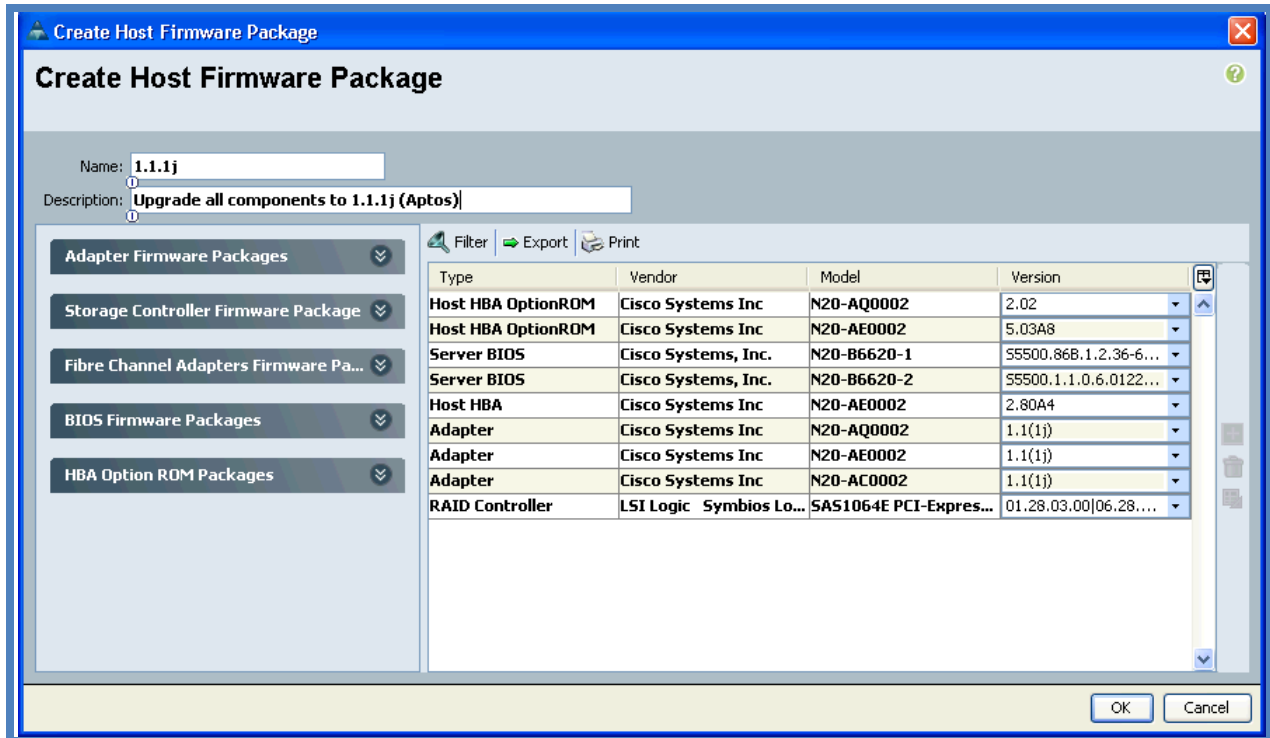 Create Host Firmware Package
Create Host Firmware Package
Name: 1.1.1j
Description: Upgrade all components to 1.1.1j (Aptos)
Adapter Firmware Packages
Storage Controller Firmware Package
Fibre Channel Adapters Firmware Pa...
BIOS Firmware Packages
HBA Option ROM Packages
Filter Export Print
Type Vendor Model Version
Host HBA OptionROM Cisco Systems Inc N20-AQ0002 2.02
Host HBA OptionROM Cisco Systems Inc N20-AE0002 5.03A8
Server BIOS Cisco Systems, Inc. N20-B6620-1 S5500.86B.1.2.36-6...
Server BIOS Cisco Systems, Inc. N20-B6620-2 S5500.1.1.0.6.0122...
Host HBA Cisco Systems Inc N20-AE0002 2.80A4
Adapter Cisco Systems Inc N20-AQ0002 1.1(1j)
Adapter Cisco Systems Inc N20-AE0002 1.1(1j)
Adapter Cisco Systems Inc N20-AC0002 1.1(1j)
RAID Controller LSI Logic Symbios Lo... SAS1064E PCI-Expres... 01.28.03.00|06.28....
OK Cancel